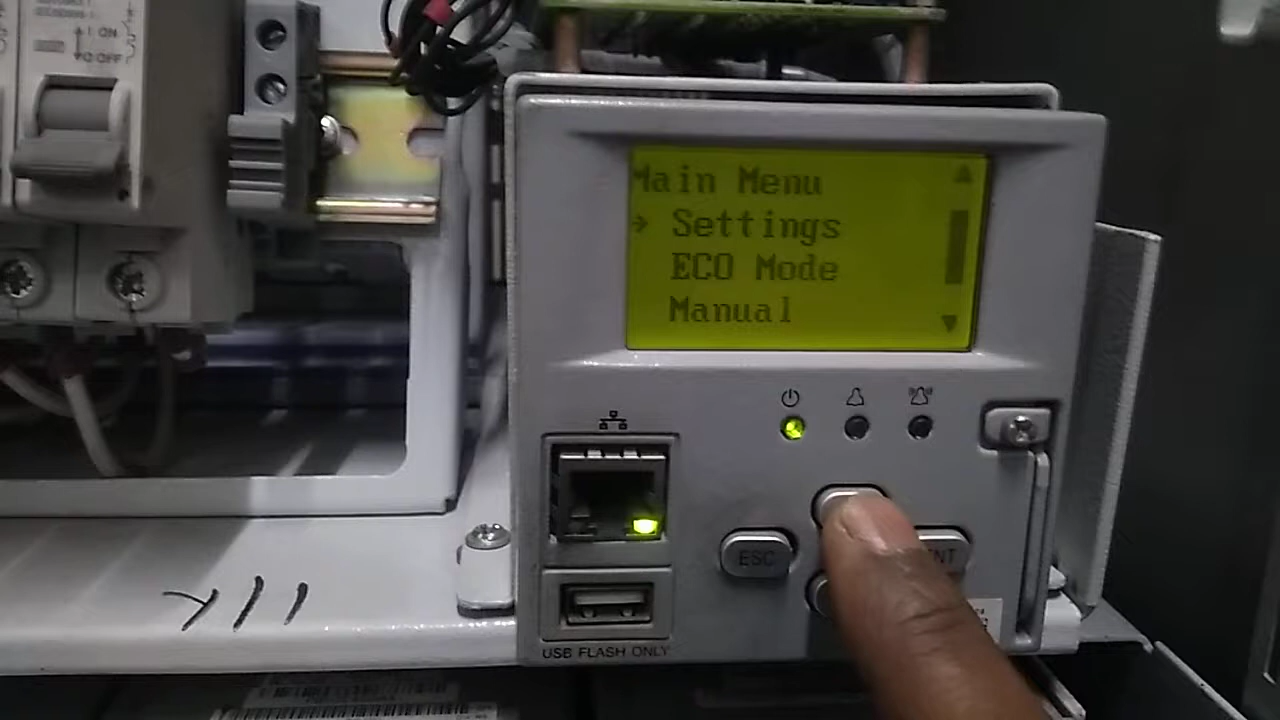 I ON
O OFF
Main Menu
→ Settings
ECO Mode
Manual
ESC
ENT
USB FLASH ONLY